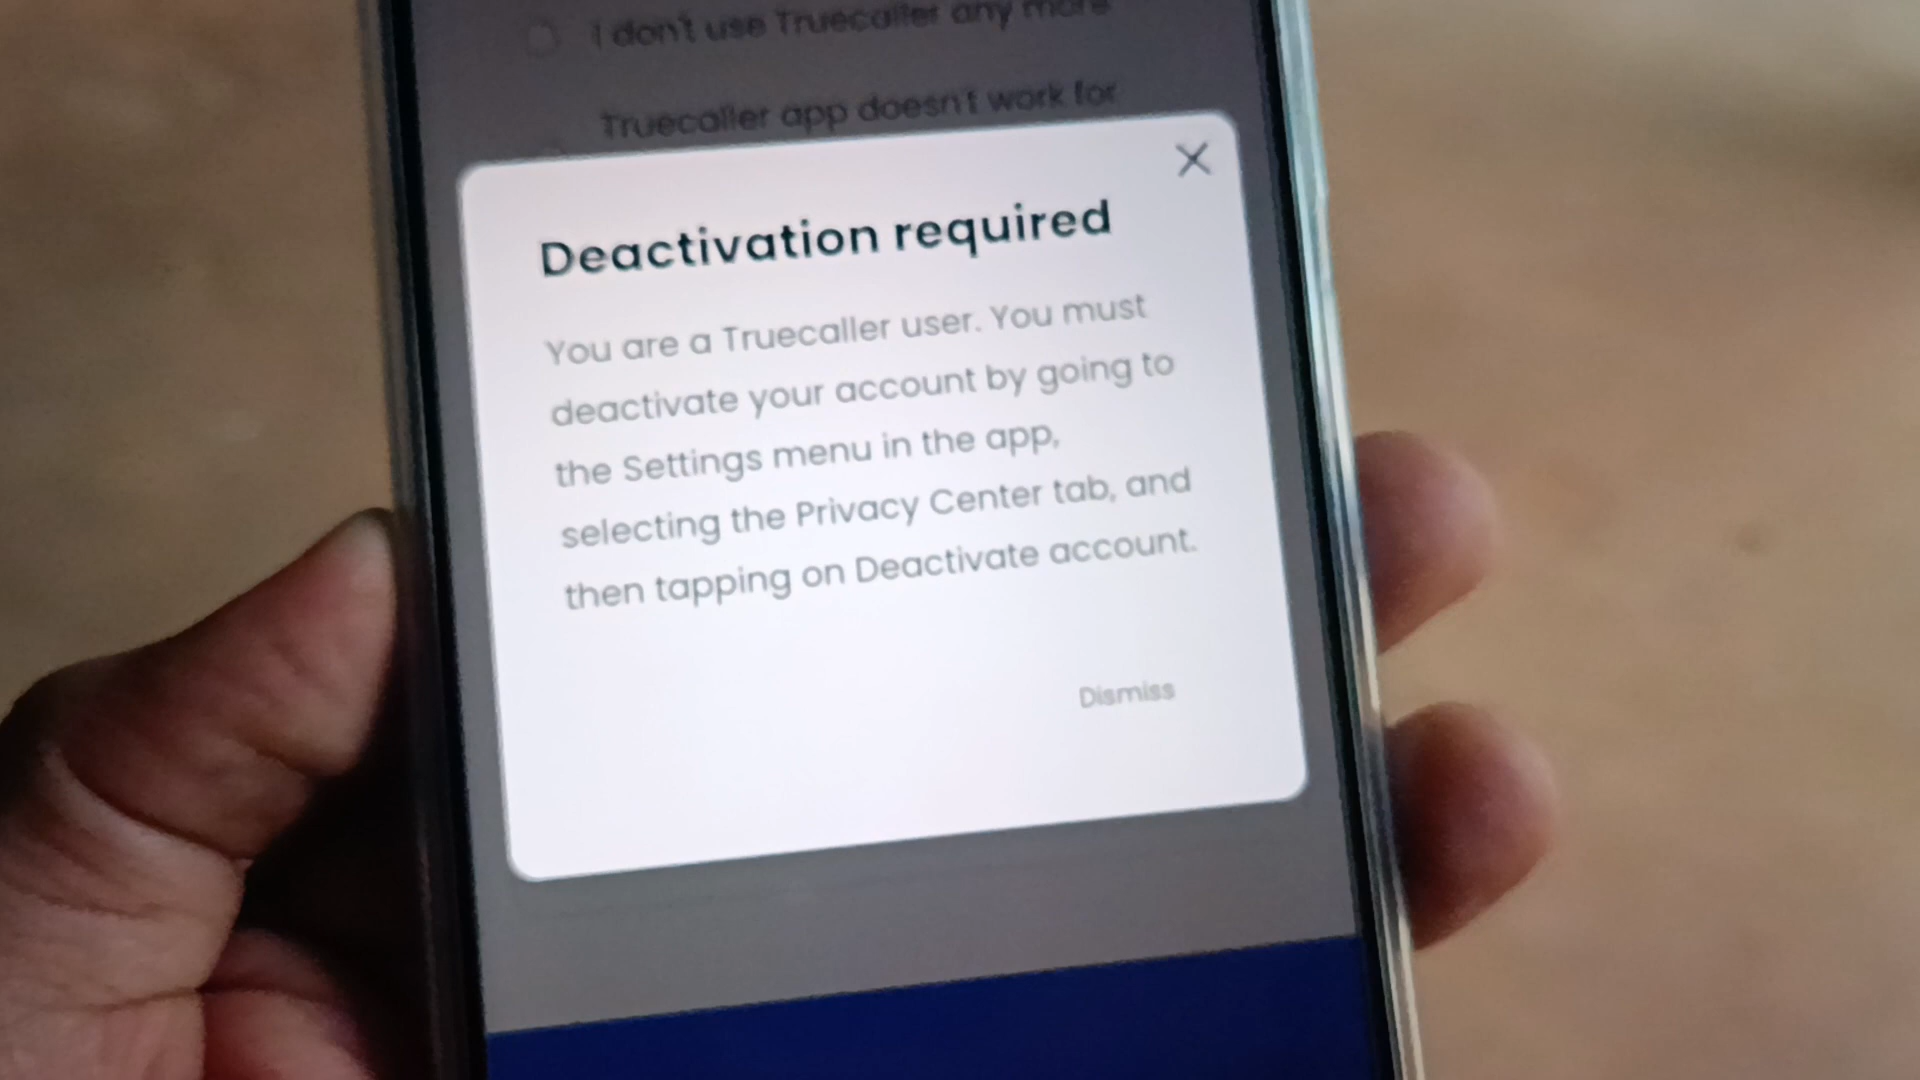 I don't use Truecaller any more
Truecaller app doesn't work for
Deactivation required
You are a Truecaller user. You must
deactivate your account by going to
the Settings menu in the app,
selecting the Privacy Center tab, and
then tapping on Deactivate account.
Dismiss